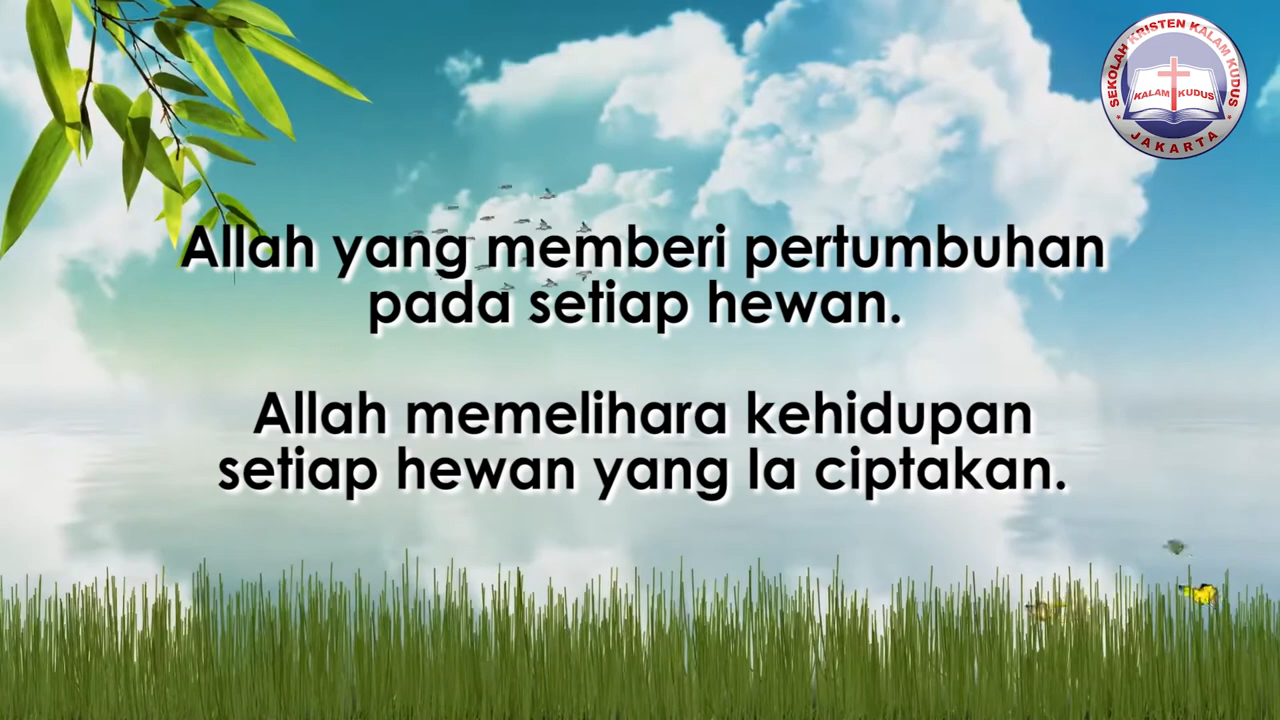 SEKOLAH KRISTEN KALAM KUDUS
KALAM KUDUS
JAKARTA
Allah yang memberi pertumbuhan
pada setiap hewan.
Allah memelihara kehidupan
setiap hewan yang Ia ciptakan.